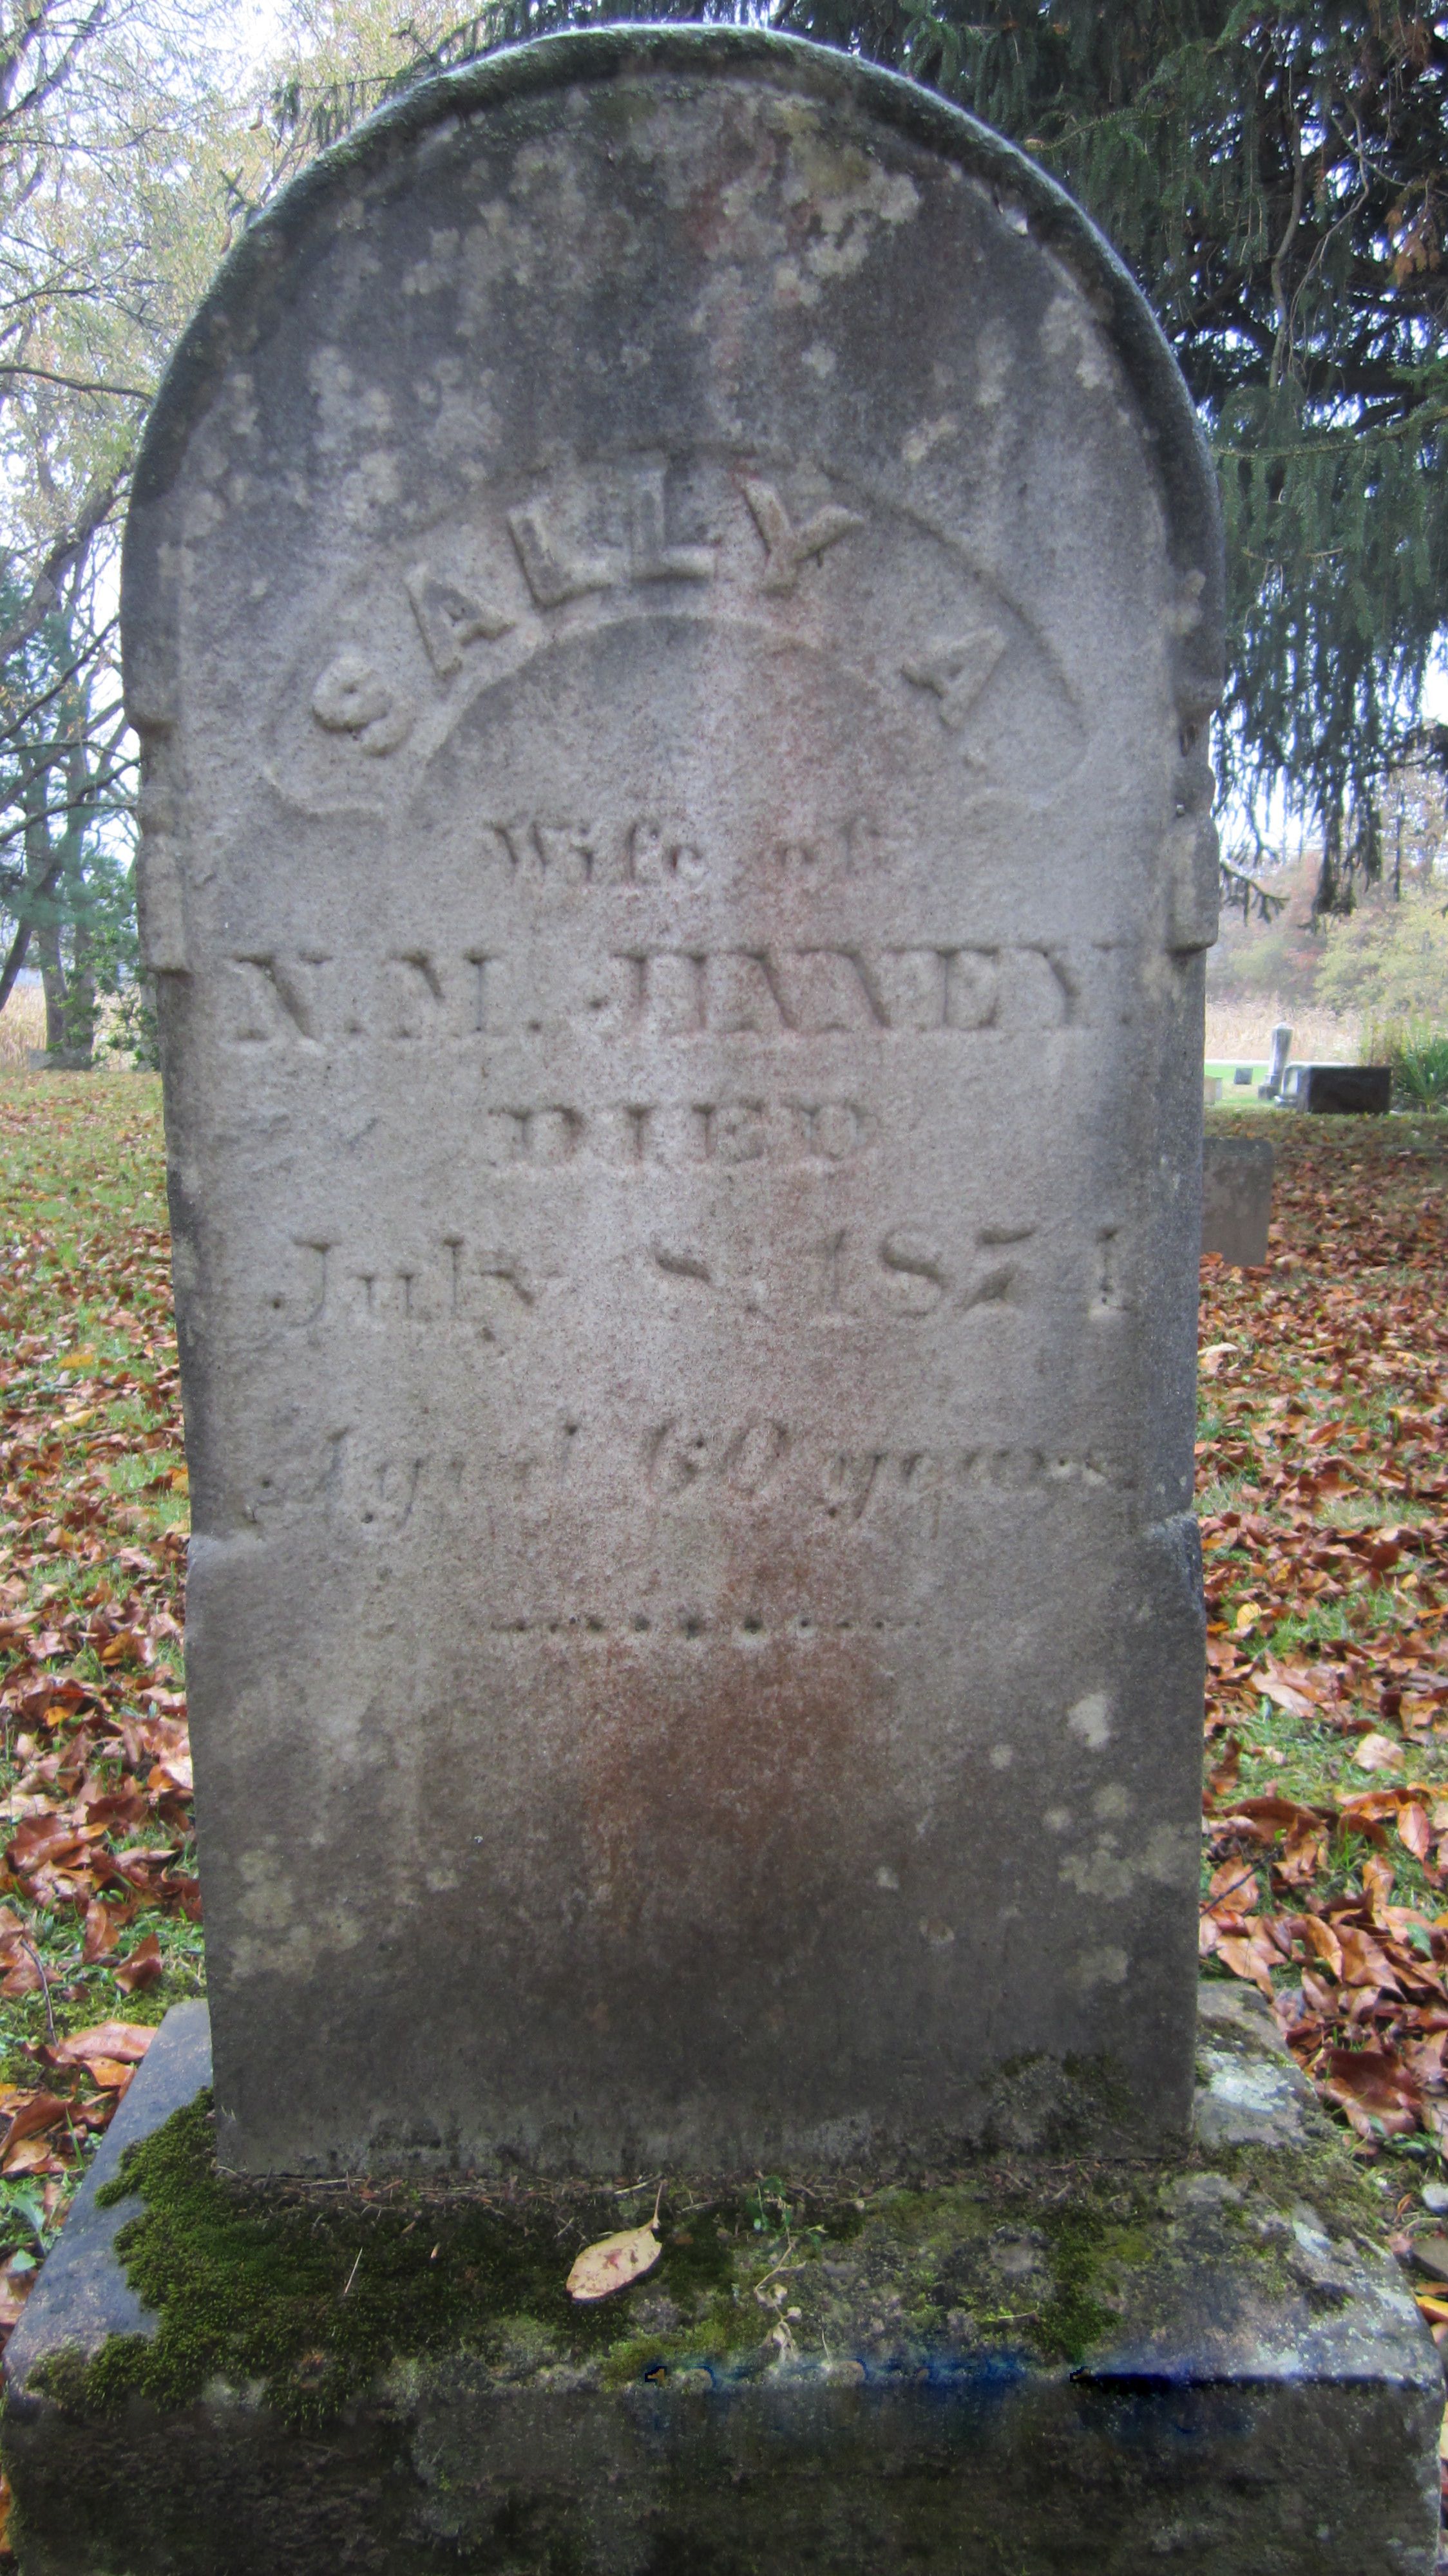 SALLY A.
Wife of
N. M. JINNEY.
DIED
July 8, 1871
Aged 60 years